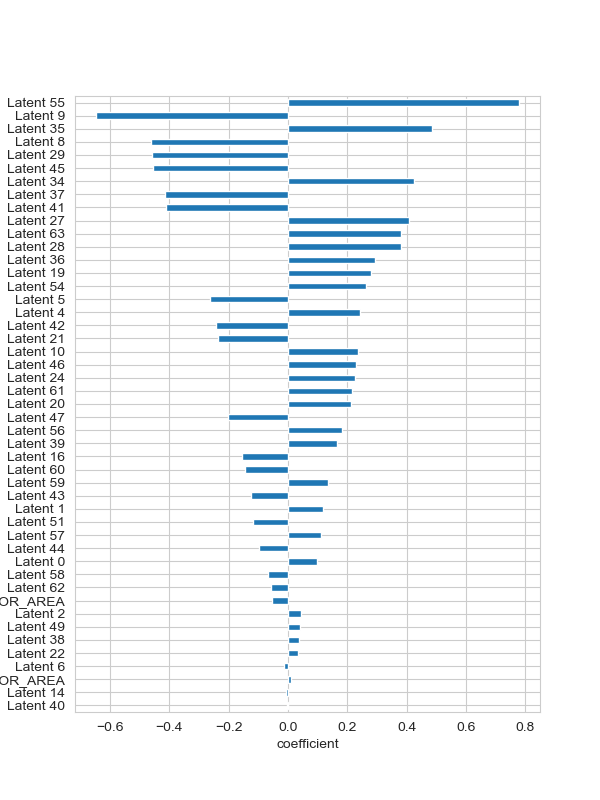 Latent 55
Latent 9
Latent 35
Latent 8
Latent 29
Latent 45
Latent 34
Latent 37
Latent 41
Latent 27
Latent 63
Latent 28
Latent 36
Latent 19
Latent 54
Latent 5
Latent 4
Latent 42
Latent 21
Latent 10
Latent 46
Latent 24
Latent 61
Latent 20
Latent 47
Latent 56
Latent 39
Latent 16
Latent 60
Latent 59
Latent 43
Latent 1
Latent 51
Latent 57
Latent 44
Latent 0
Latent 58
Latent 62
OR_AREA
Latent 2
Latent 49
Latent 38
Latent 22
Latent 6
OR_AREA
Latent 14
Latent 40
−0.6 −0.4 −0.2 0.0 0.2 0.4 0.6 0.8
coefficient